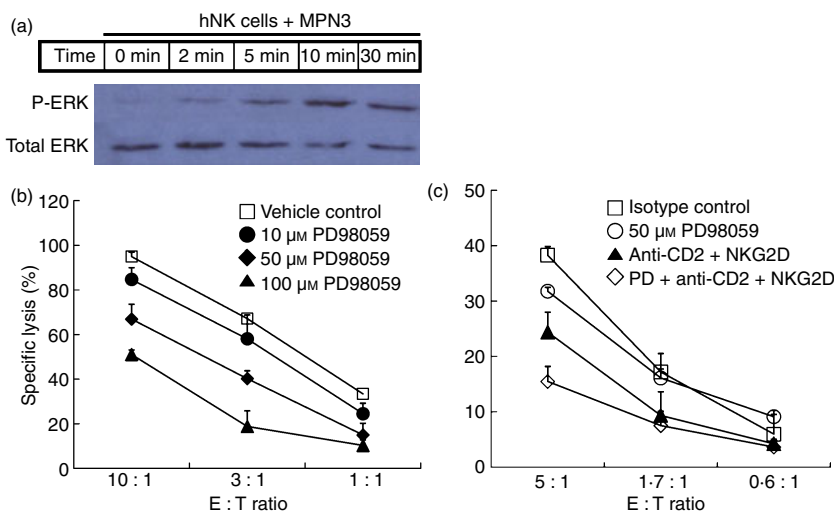 (a)
hNK cells + MPN3
Time 0 min 2 min 5 min 10 min 30 min
P-ERK
Total ERK
(b)
Specific lysis (%)
120
100
80
60
40
20
0
10 : 1 3 : 1 1 : 1
E : T ratio
Vehicle control
10 μM PD98059
50 μM PD98059
100 μM PD98059
(c)
50
40
30
20
10
0
5 : 1 1·7 : 1 0·6 : 1
E : T ratio
Isotype control
50 μM PD98059
Anti-CD2 + NKG2D
PD + anti-CD2 + NKG2D